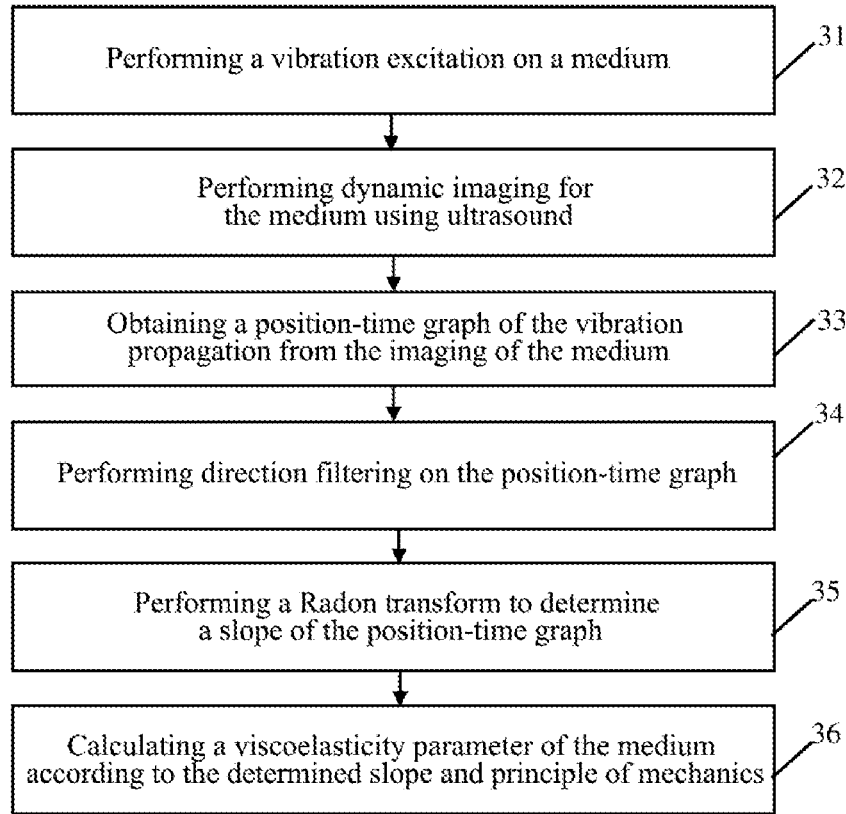 Performing a vibration excitation on a medium
31
Performing dynamic imaging for
the medium using ultrasound
32
Obtaining a position-time graph of the vibration
propagation from the imaging of the medium
33
Performing direction filtering on the position-time graph
34
Performing a Radon transform to determine
a slope of the position-time graph
35
Calculating a viscoelasticity parameter of the medium
according to the determined slope and principle of mechanics
36